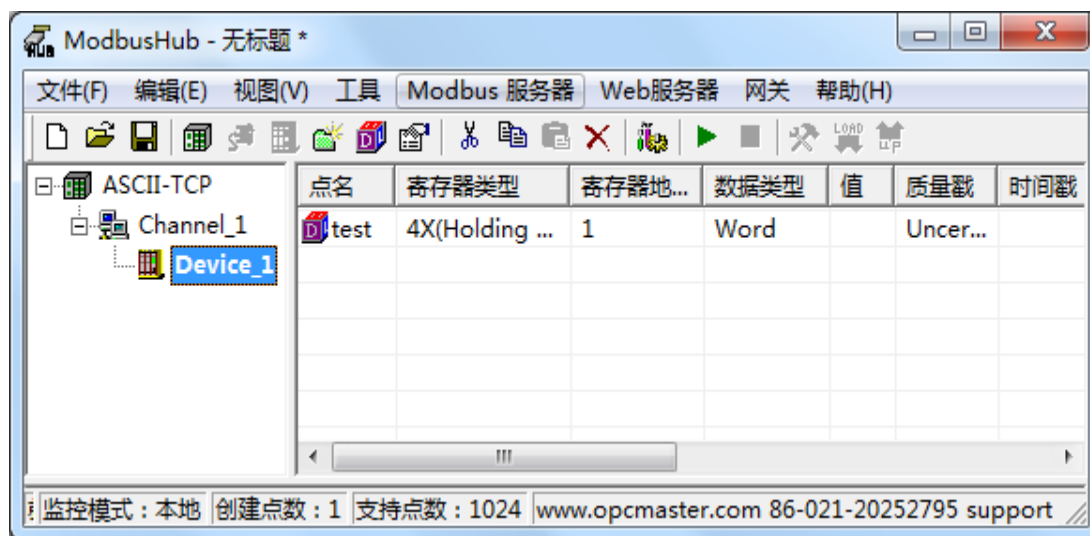 ModbusHub - 无标题 *
文件(F) 编辑(E) 视图(V) 工具 Modbus 服务器 Web服务器 网关 帮助(H)
LOAD UP
ASCII-TCP
Channel_1
Device_1
点名 寄存器类型 寄存器地... 数据类型 值 质量戳 时间戳
test 4X(Holding ... 1 Word Uncer...
监控模式：本地 创建点数：1 支持点数：1024 www.opcmaster.com 86-021-20252795 support